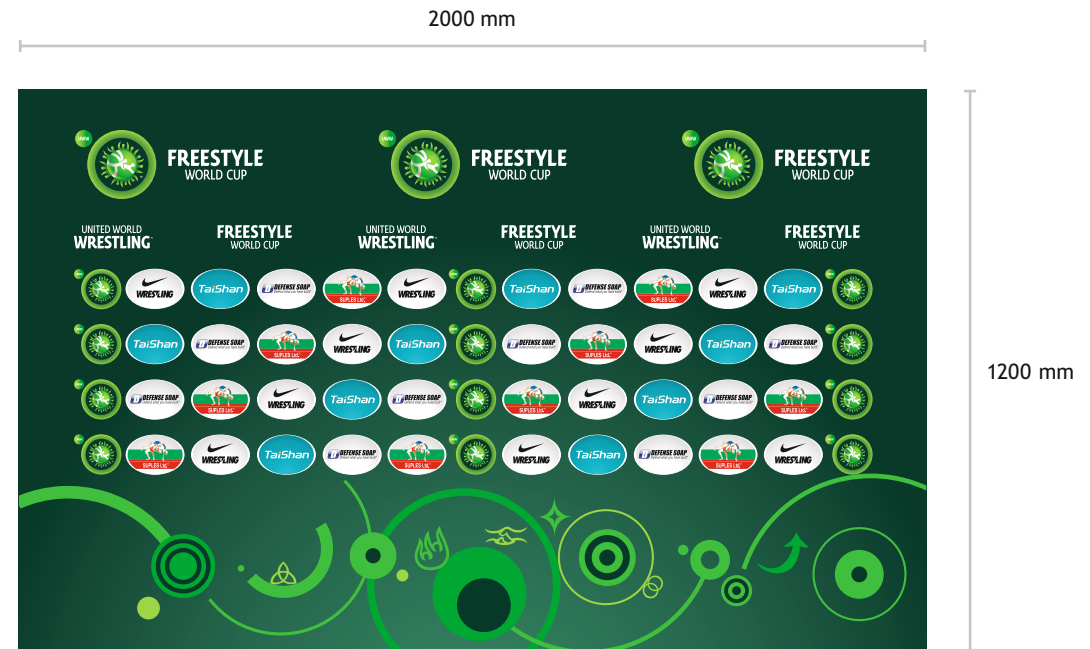 2000 mm
UWW
FREESTYLE
WORLD CUP
UWW
FREESTYLE
WORLD CUP
UWW
FREESTYLE
WORLD CUP
UNITED WORLD
WRESTLING
FREESTYLE
WORLD CUP
UNITED WORLD
WRESTLING
FREESTYLE
WORLD CUP
UNITED WORLD
WRESTLING
FREESTYLE
WORLD CUP
WRESTLING TaiShan DEFENSE SOAP SUPLES Ltd. WRESTLING TaiShan DEFENSE SOAP SUPLES Ltd. WRESTLING TaiShan
1200 mm
TaiShan DEFENSE SOAP SUPLES Ltd. WRESTLING TaiShan DEFENSE SOAP SUPLES Ltd. WRESTLING TaiShan DEFENSE SOAP
DEFENSE SOAP SUPLES Ltd. WRESTLING TaiShan DEFENSE SOAP SUPLES Ltd. WRESTLING TaiShan DEFENSE SOAP SUPLES Ltd.
SUPLES Ltd. WRESTLING TaiShan DEFENSE SOAP SUPLES Ltd. WRESTLING TaiShan DEFENSE SOAP SUPLES Ltd. WRESTLING